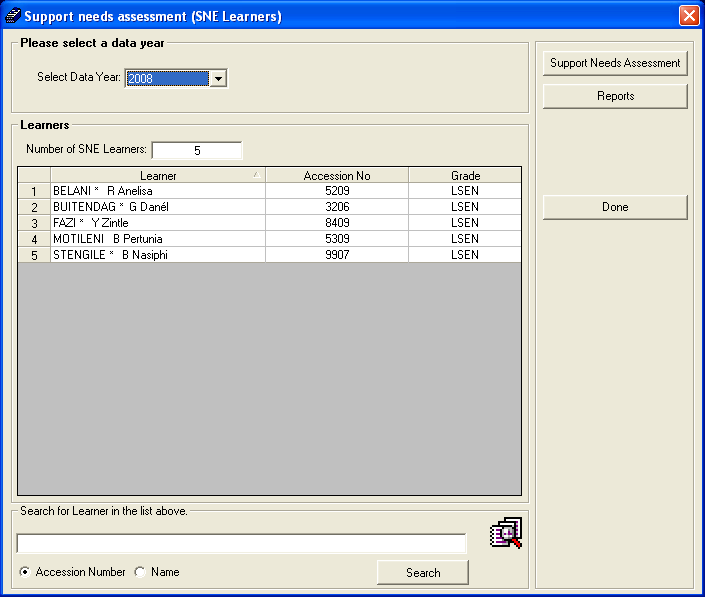 Support needs assessment (SNE Learners)
Please select a data year
Select Data Year: 2008
Support Needs Assessment
Reports
Done
Learners
Number of SNE Learners: 5
Learner Accession No Grade
1 BELANI * R Anelisa 5209 LSEN
2 BUITENDAG * G Danél 3206 LSEN
3 FAZI * Y Zintle 8409 LSEN
4 MOTILENI B Pertunia 5309 LSEN
5 STENGILE * B Nasiphi 9907 LSEN
Search for Learner in the list above.
Accession Number Name Search